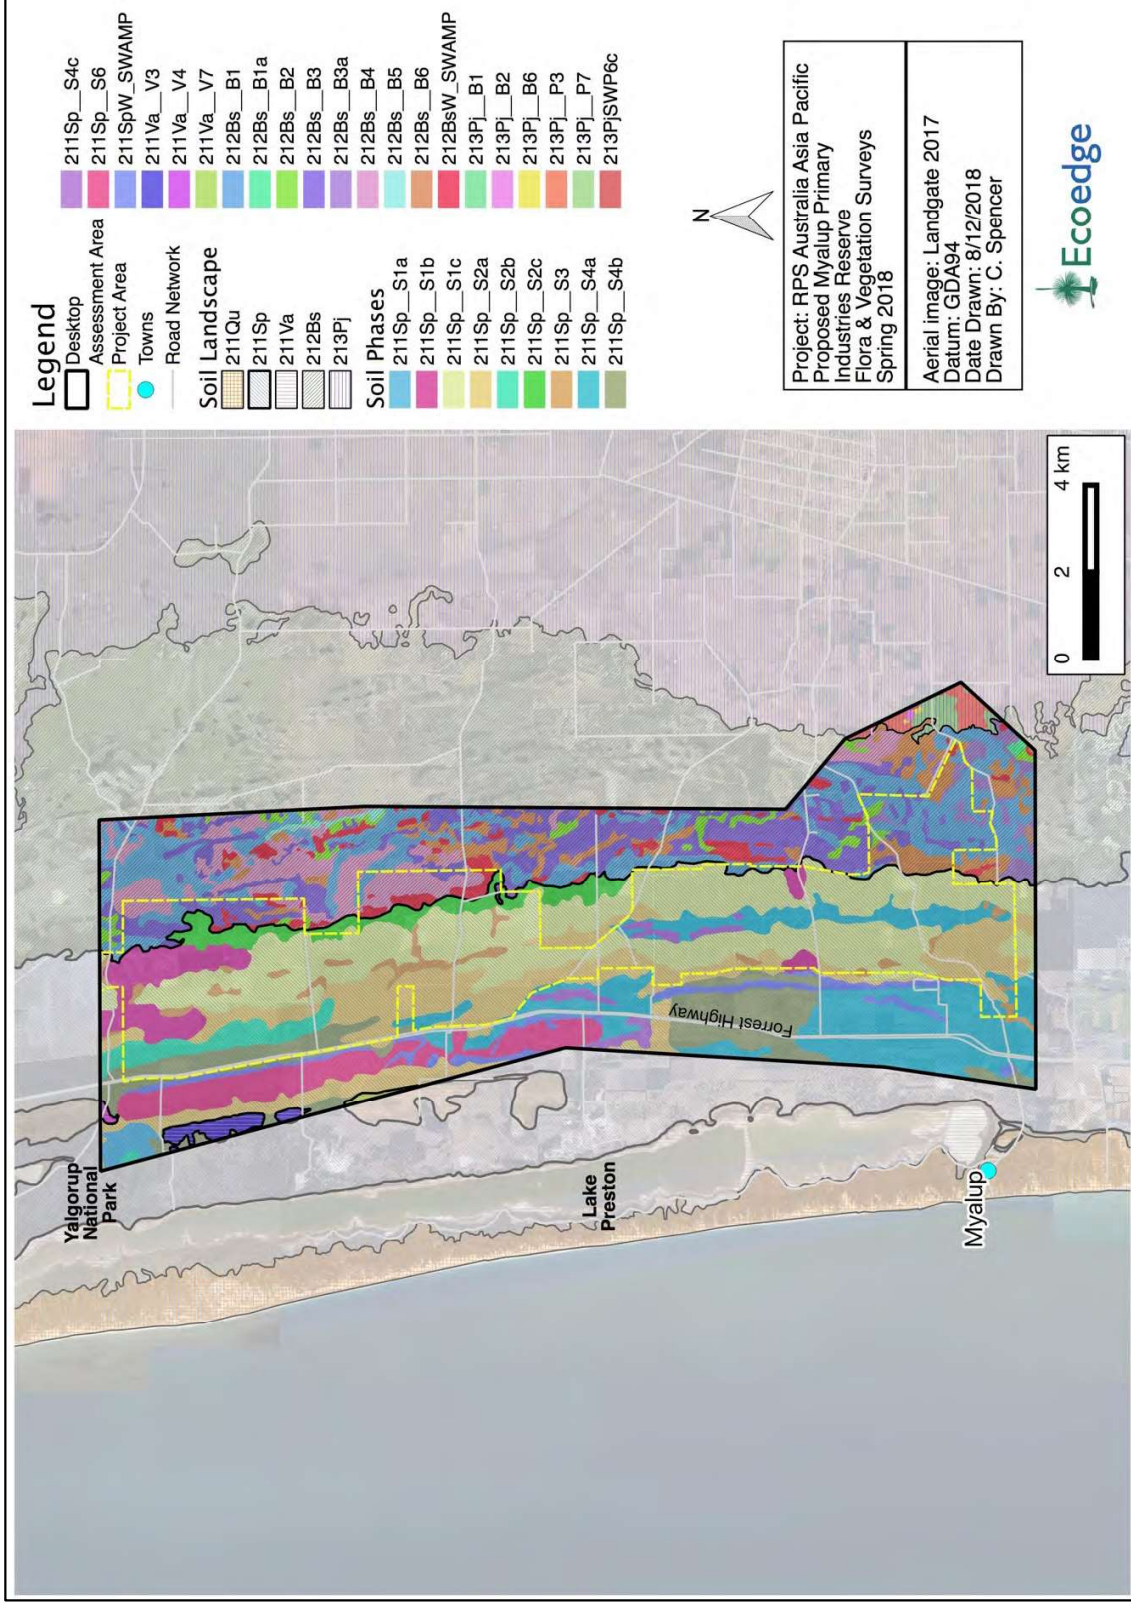 Legend
Desktop
Assessment Area
Project Area
Towns
Road Network
Soil Landscape
211Qu
211Sp
211Va
212Bs
213Pj
Soil Phases
211Sp__S1a
211Sp__S1b
211Sp__S1c
211Sp__S2a
211Sp__S2b
211Sp__S2c
211Sp__S3
211Sp__S4a
211Sp__S4b
211Sp__S4c
211Sp__S6
211SpW_SWAMP
211Va__V3
211Va__V4
211Va__V7
212Bs__B1
212Bs__B1a
212Bs__B2
212Bs__B3
212Bs__B3a
212Bs__B4
212Bs__B5
212Bs__B6
212BsW_SWAMP
213Pj__B1
213Pj__B2
213Pj__B6
213Pj__P3
213Pj__P7
213PjSWP6c
N
Project: RPS Australia Asia Pacific
Proposed Myalup Primary
Industries Reserve
Flora & Vegetation Surveys
Spring 2018
Aerial image: Landgate 2017
Datum: GDA94
Date Drawn: 8/12/2018
Drawn By: C. Spencer
Ecoedge
Yalgorup
National
Park
Lake
Preston
Myalup
Forrest Highway
0 2 4 km